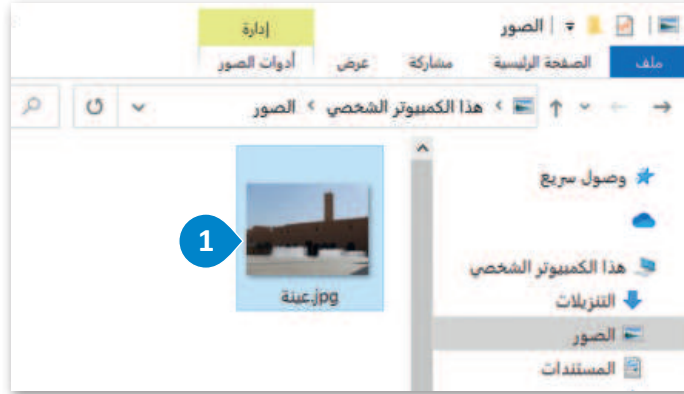 الصور
إدارة
ملف
الصفحة الرئيسية
مشاركة
عرض
أدوات الصور
هذا الكمبيوتر الشخصي
الصور
وصول سريع
هذا الكمبيوتر الشخصي
التنزيلات
الصور
المستندات
1
عينة.jpg